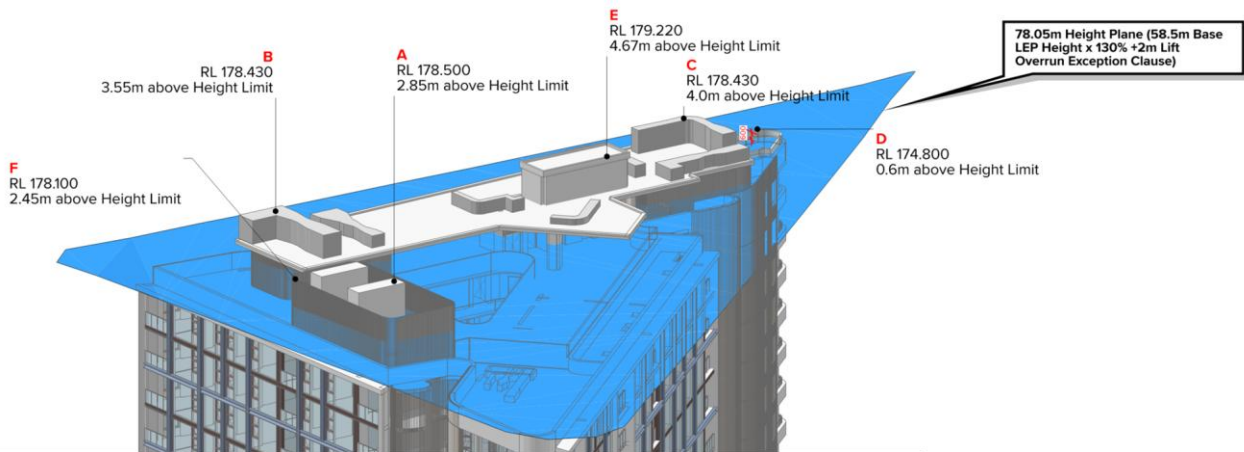 E
RL 179.220
4.67m above Height Limit
B
RL 178.430
3.55m above Height Limit
A
RL 178.500
2.85m above Height Limit
C
RL 178.430
4.0m above Height Limit
78.05m Height Plane (58.5m Base
LEP Height x 130% +2m Lift
Overrun Exception Clause)
600
D
RL 174.800
0.6m above Height Limit
F
RL 178.100
2.45m above Height Limit